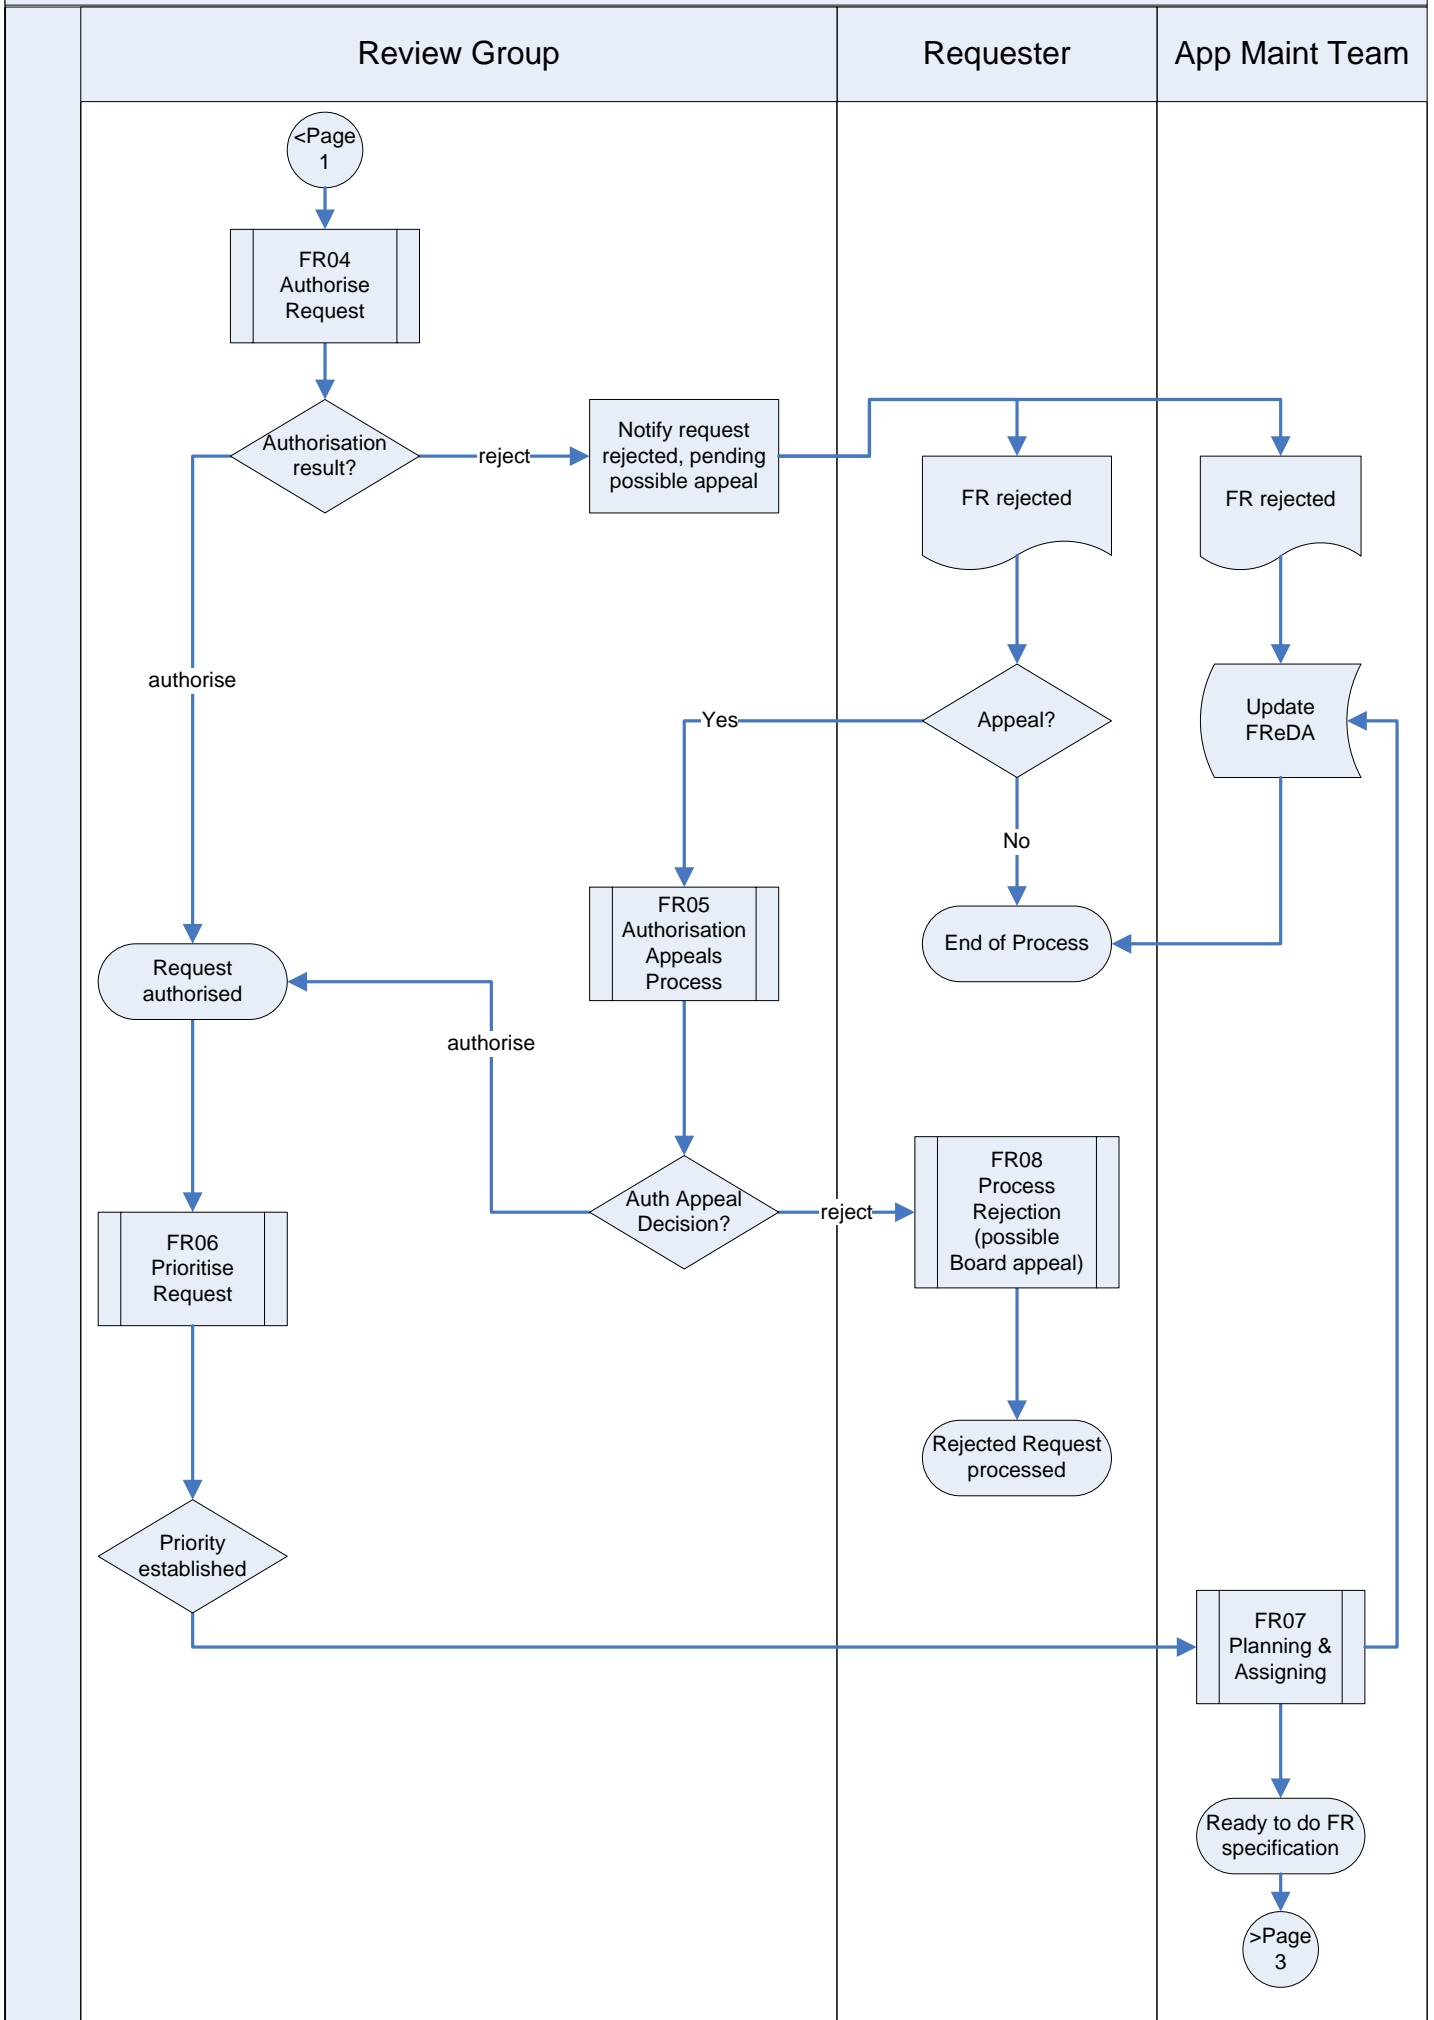 Review Group
Requester
App Maint Team
<Page
1
FR04
Authorise
Request
Authorisation
result?
reject
Notify request
rejected, pending
possible appeal
FR rejected
FR rejected
authorise
Yes
Appeal?
Update
FReDA
No
FR05
Authorisation
Appeals
Process
End of Process
Request
authorised
authorise
FR08
Process
Rejection
(possible
Board appeal)
Auth Appeal
Decision?
reject
FR06
Prioritise
Request
Rejected Request
processed
Priority
established
FR07
Planning &
Assigning
Ready to do FR
specification
>Page
3